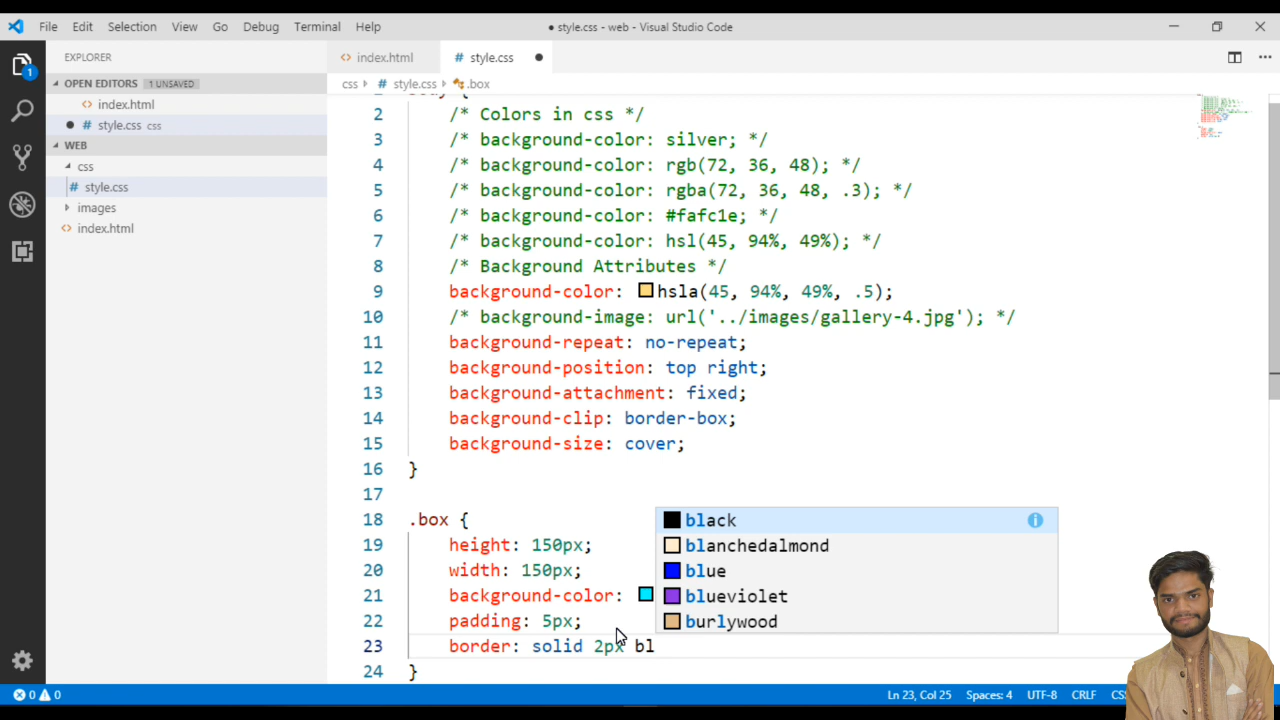 File Edit Selection View Go Debug Terminal Help
● style.css - web - Visual Studio Code
EXPLORER
OPEN EDITORS 1 UNSAVED
index.html
style.css css
WEB
css
style.css
images
index.html
1
index.html
style.css
css style.css .box
2 /* Colors in css */
3 /* background-color: silver; */
4 /* background-color: rgb(72, 36, 48); */
5 /* background-color: rgba(72, 36, 48, .3); */
6 /* background-color: #fafc1e; */
7 /* background-color: hsl(45, 94%, 49%); */
8 /* Background Attributes */
9 background-color: hsla(45, 94%, 49%, .5);
10 /* background-image: url('../images/gallery-4.jpg'); */
11 background-repeat: no-repeat;
12 background-position: top right;
13 background-attachment: fixed;
14 background-clip: border-box;
15 background-size: cover;
16 }
17
18 .box {
19 height: 150px;
20 width: 150px;
21 background-color:
22 padding: 5px;
23 border: solid 2px bl
24 }
black
blanchedalmond
blue
blueviolet
burlywood
0 0
Ln 23, Col 25 Spaces: 4 UTF-8 CRLF